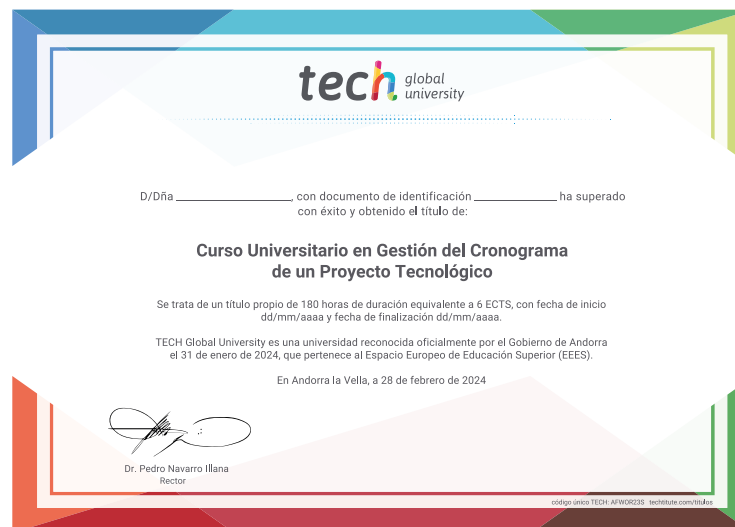 tech global university
D/Dña ______________, con documento de identificación __________ ha superado
con éxito y obtenido el título de:
Curso Universitario en Gestión del Cronograma
de un Proyecto Tecnológico
Se trata de un título propio de 180 horas de duración equivalente a 6 ECTS, con fecha de inicio
dd/mm/aaaa y fecha de finalización dd/mm/aaaa.
TECH Global University es una universidad reconocida oficialmente por el Gobierno de Andorra
el 31 de enero de 2024, que pertenece al Espacio Europeo de Educación Superior (EEES).
En Andorra la Vella, a 28 de febrero de 2024
Dr. Pedro Navarro Illana
Rector
código único TECH: AFWOR23S techtitute.com/titulos